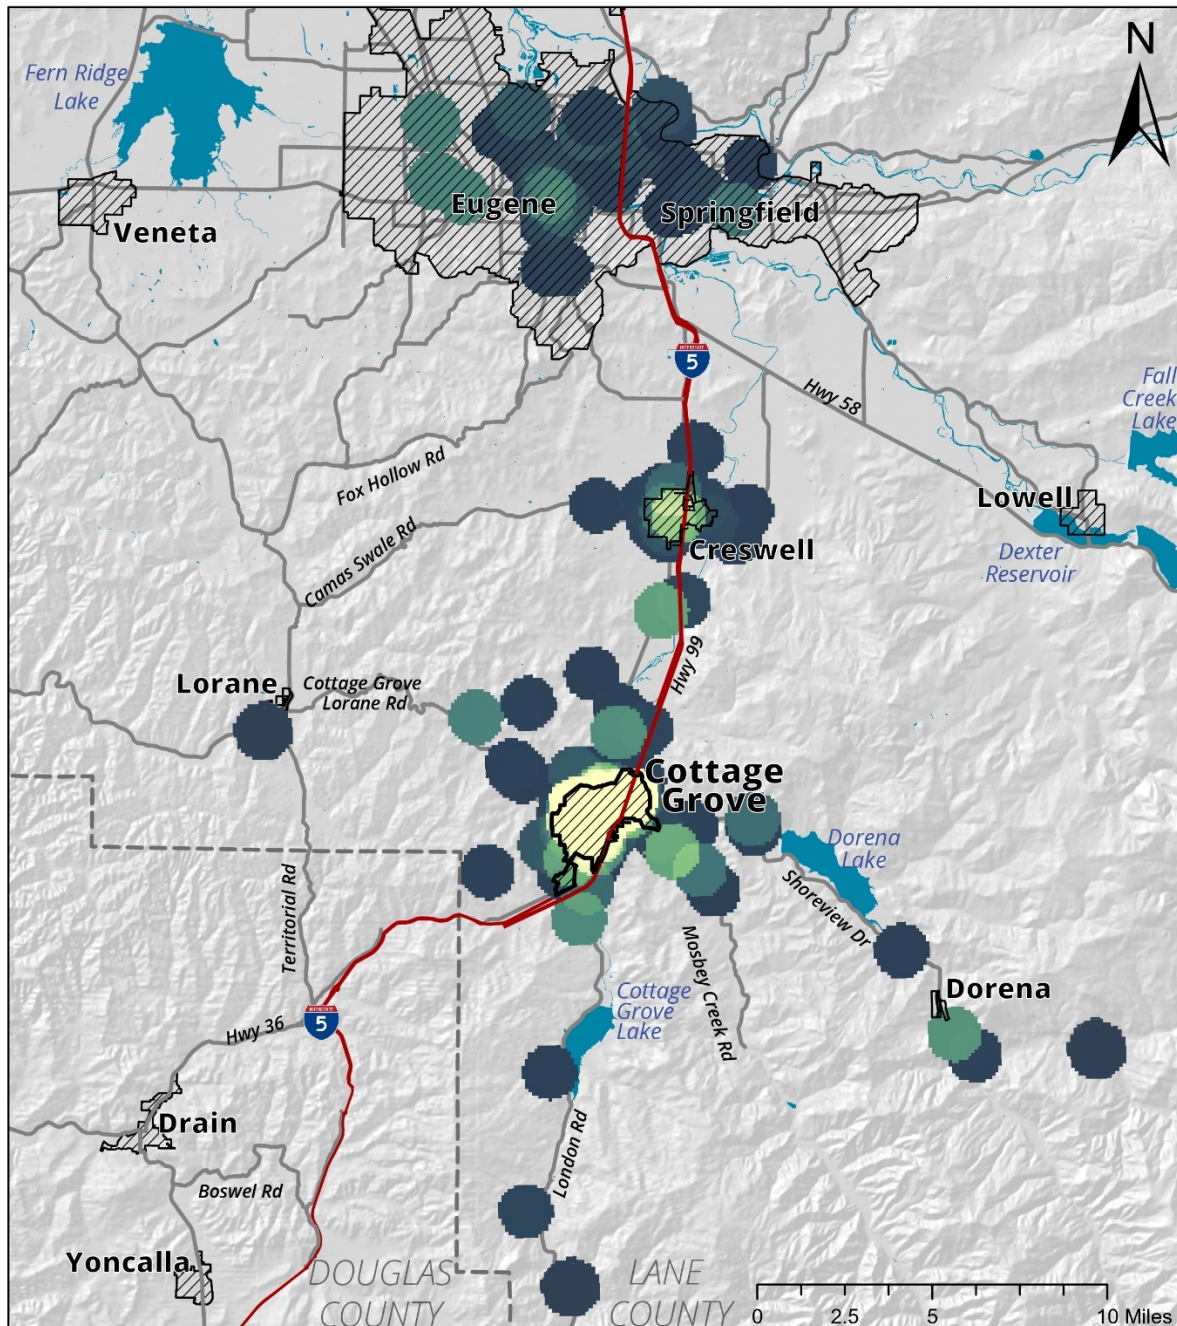 N
Fern Ridge
Lake
Veneta
Eugene
Springfield
INTERSTATE
5
Hwy 58
Fall
Creek
Lake
Fox Hollow Rd
Lowell
Creswell
Dexter
Reservoir
Camas Swale Rd
Hwy 99
Lorane
Cottage Grove
Lorane Rd
Cottage
Grove
Dorena
Lake
Shoreview Dr
Territorial Rd
Mosbey Creek Rd
Dorena
Cottage
Grove
Lake
INTERSTATE
5
Hwy 36
Drain
London Rd
Boswel Rd
Yoncalla
DOUGLAS
COUNTY
LANE
COUNTY
0 2.5 5 10 Miles